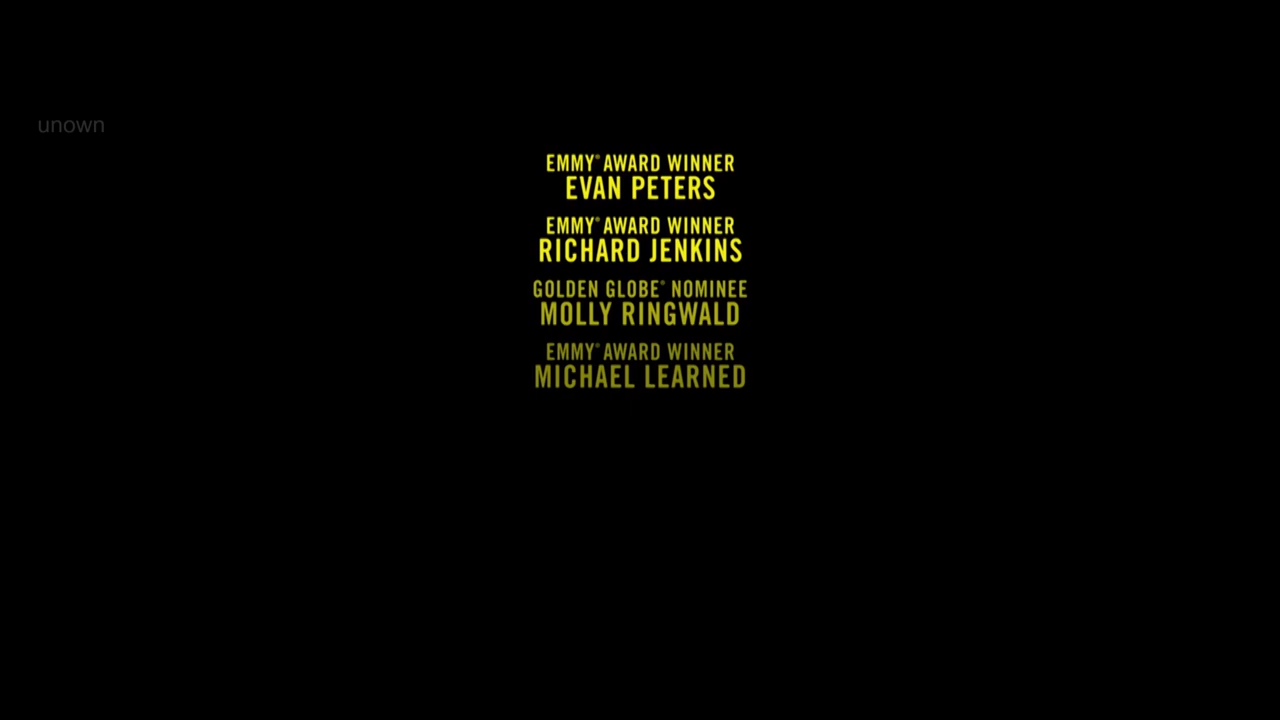 unown
EMMY® AWARD WINNER
EVAN PETERS
EMMY® AWARD WINNER
RICHARD JENKINS
GOLDEN GLOBE® NOMINEE
MOLLY RINGWALD
EMMY® AWARD WINNER
MICHAEL LEARNED